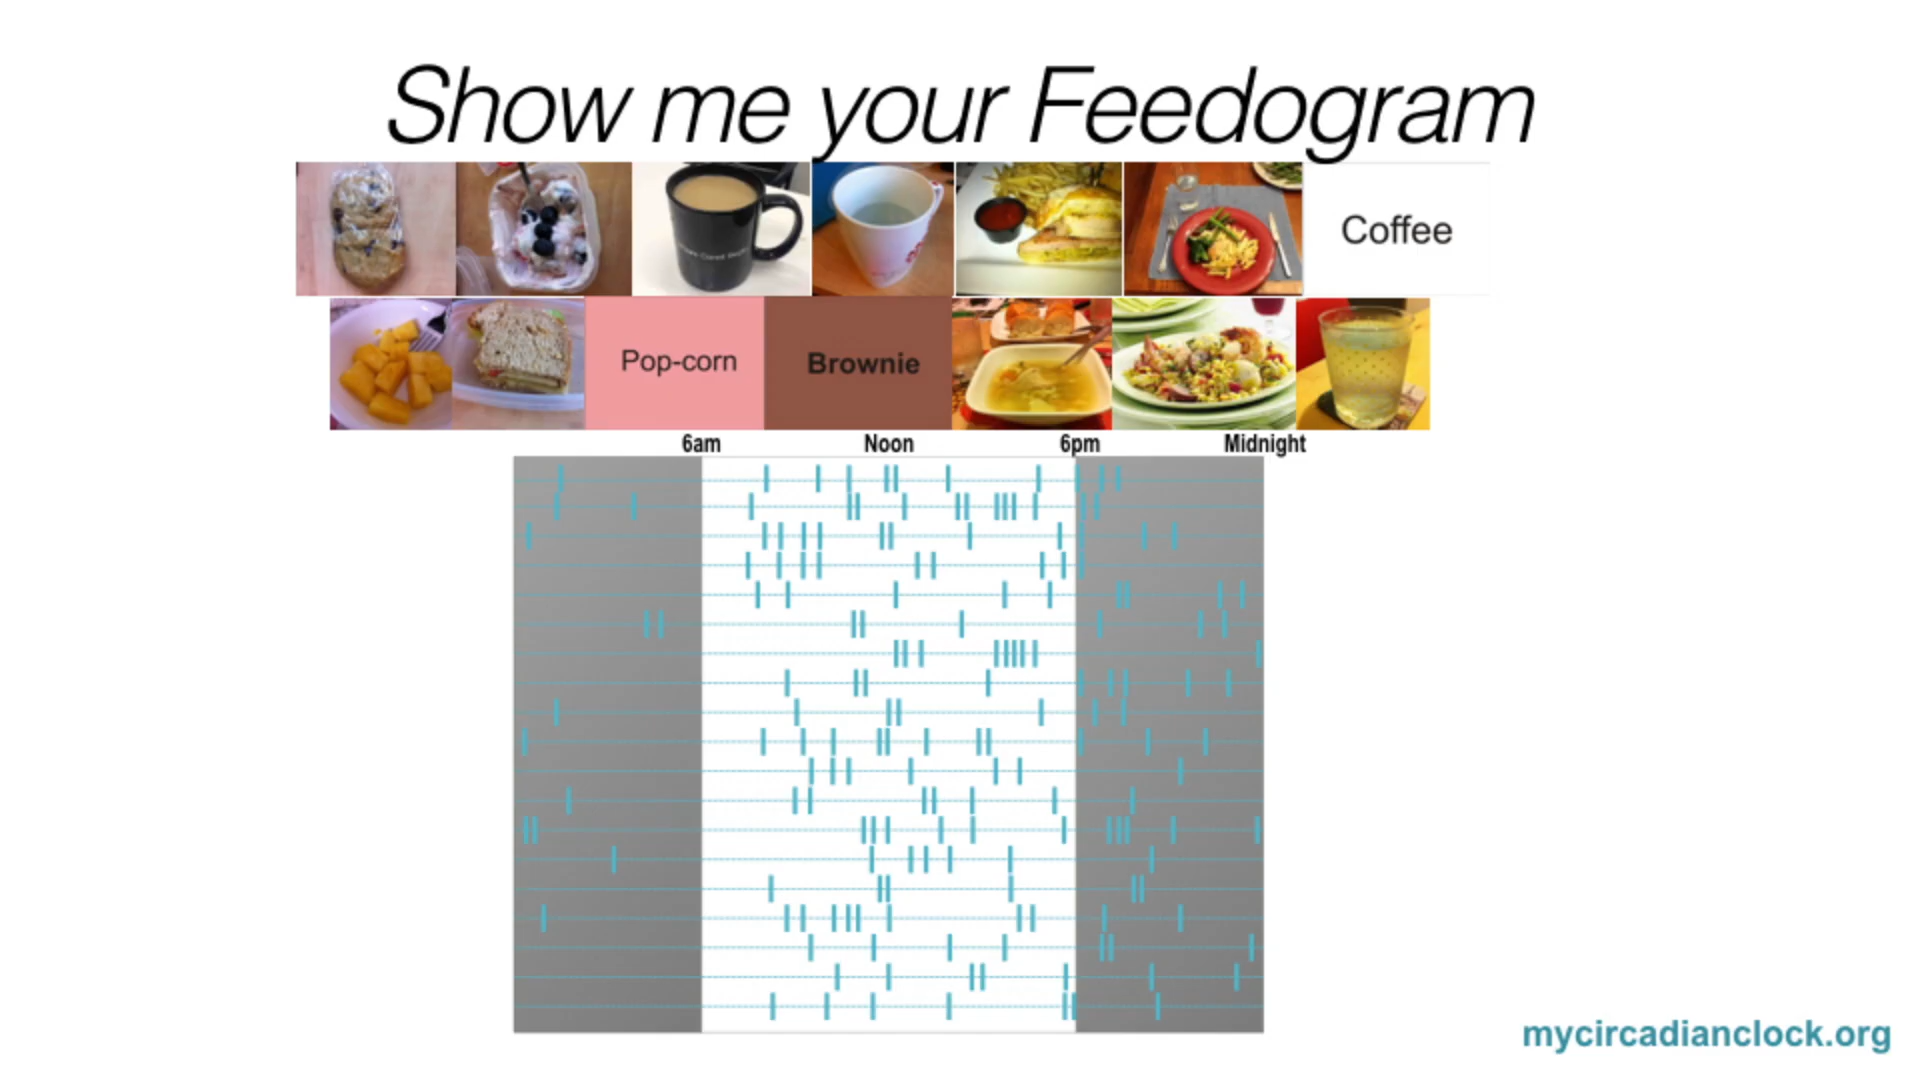 Show me your Feedogram
Coffee
Pop-corn
Brownie
6am Noon 6pm Midnight
mycircadianclock.org